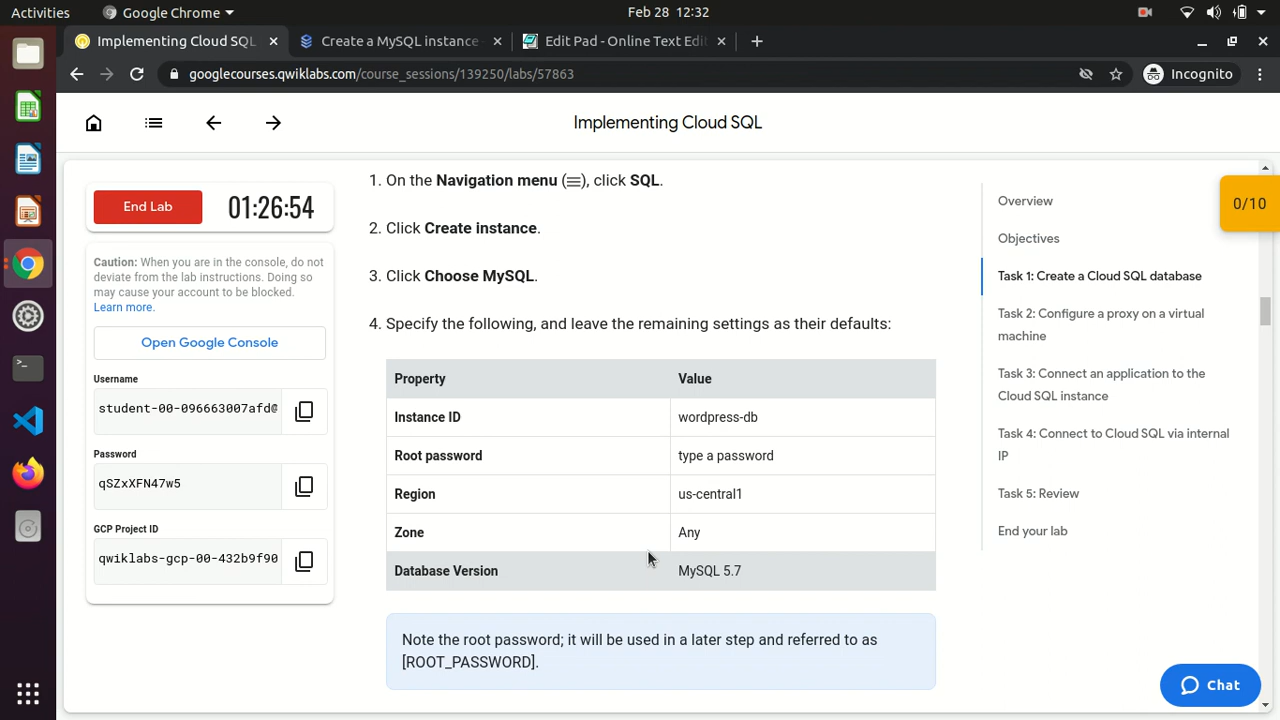 Activities
Google Chrome
Feb 28 12:32
Implementing Cloud SQL
Create a MySQL instance
Edit Pad - Online Text Edit
googlecourses.qwiklabs.com/course_sessions/139250/labs/57863
Incognito
Implementing Cloud SQL
End Lab
01:26:54
Caution: When you are in the console, do not
deviate from the lab instructions. Doing so
may cause your account to be blocked.
Learn more.
Open Google Console
Username
student-00-096663007afd@
Password
qSZxXFN47w5
GCP Project ID
qwiklabs-gcp-00-432b9f90
1. On the Navigation menu (), click SQL.
2. Click Create instance.
3. Click Choose MySQL.
4. Specify the following, and leave the remaining settings as their defaults:
Property Value
Instance ID wordpress-db
Root password type a password
Region us-central1
Zone Any
Database Version MySQL 5.7
Note the root password; it will be used in a later step and referred to as
[ROOT_PASSWORD].
Overview
Objectives
Task 1: Create a Cloud SQL database
Task 2: Configure a proxy on a virtual
machine
Task 3: Connect an application to the
Cloud SQL instance
Task 4: Connect to Cloud SQL via internal
IP
Task 5: Review
End your lab
0/10
Chat